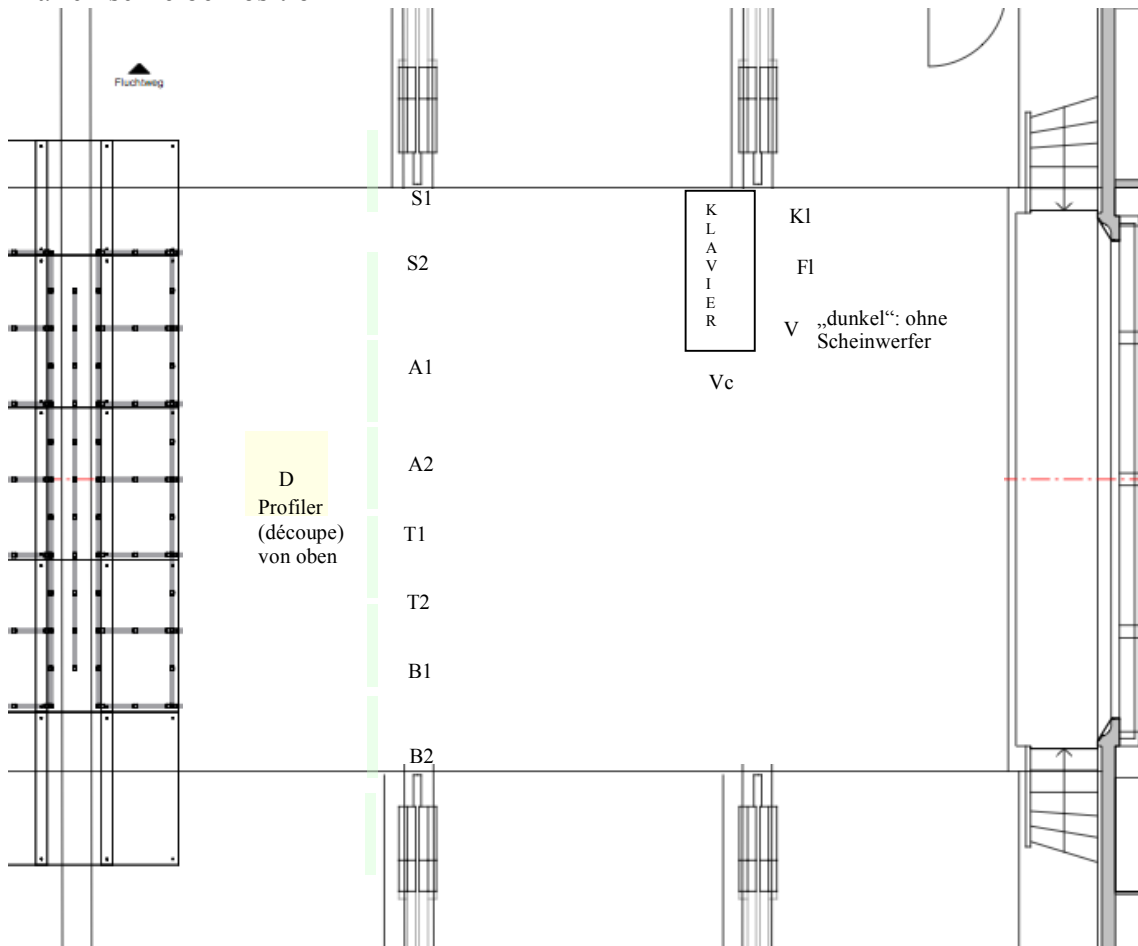 Fluchtweg
S1
S2
A1
A2
T1
T2
B1
B2
D
Profiler
(découpe)
von oben
K
L
A
V
I
E
R
Kl
Fl
V „dunkel“: ohne
Scheinwerfer
Vc